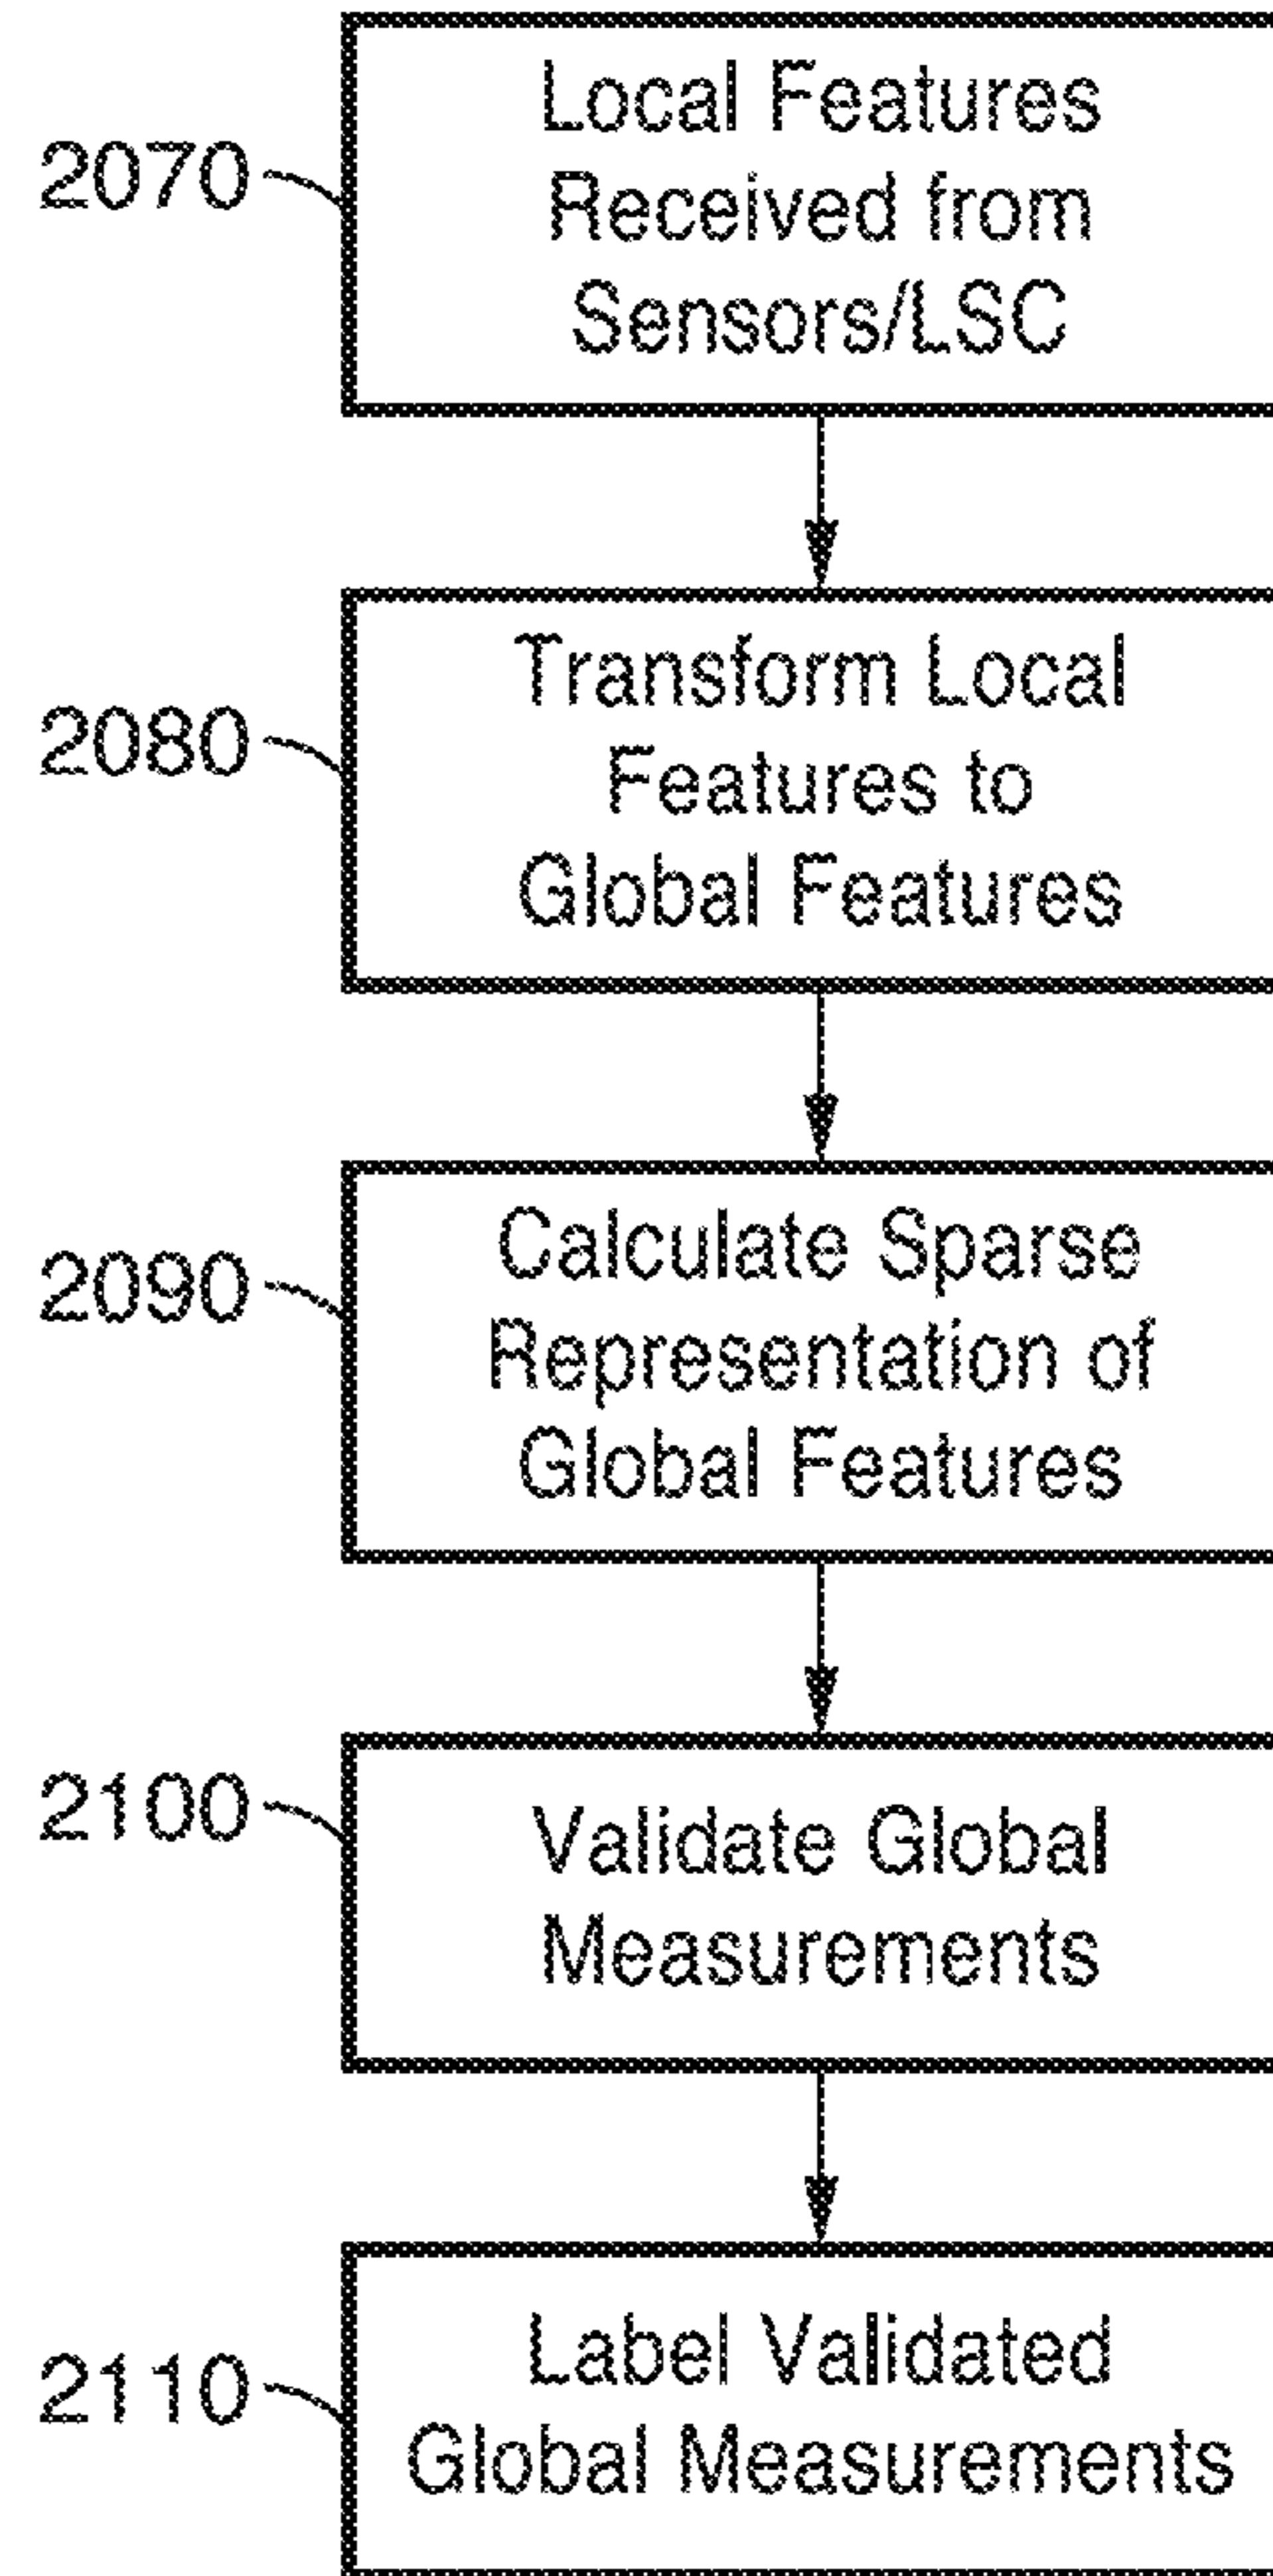 2070
Local Features
Received from
Sensors/LSC
2080
Transform Local
Features to
Global Features
2090
Calculate Sparse
Representation of
Global Features
2100
Validate Global
Measurements
2110
Label Validated
Global Measurements